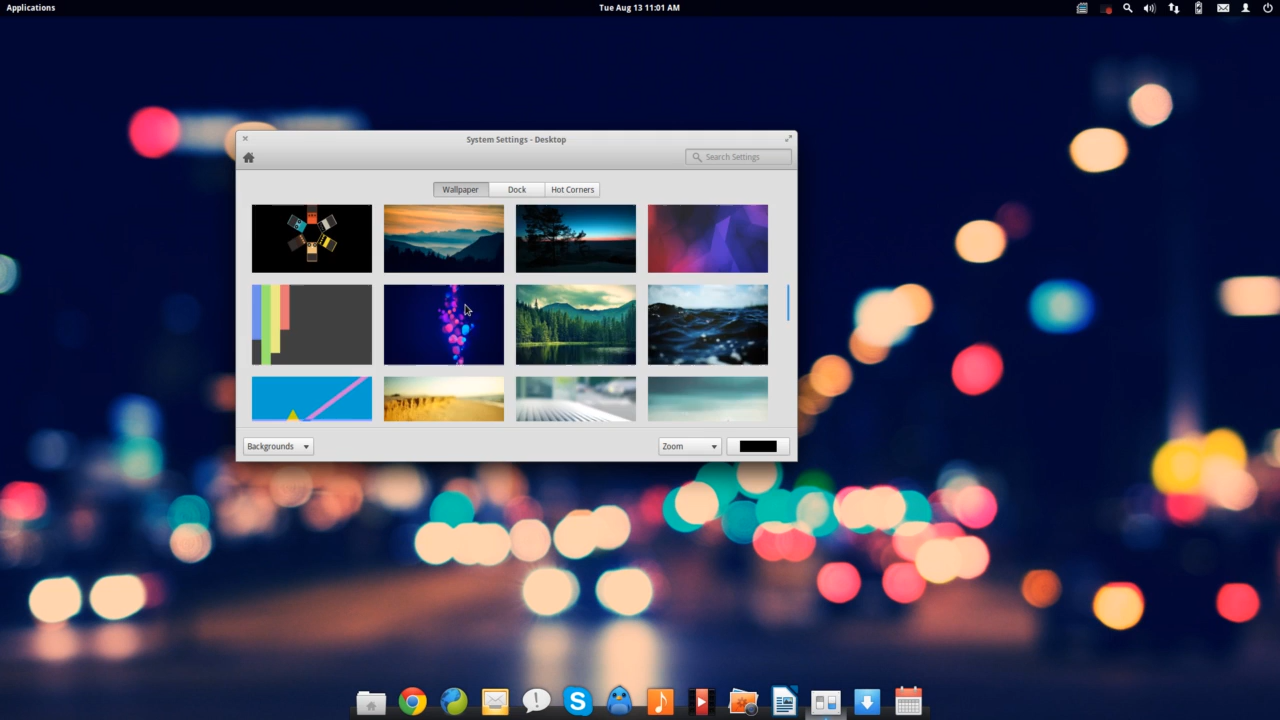 Applications
Tue Aug 13 11:01 AM
System Settings - Desktop
Search Settings
Wallpaper
Dock
Hot Corners
Backgrounds
Zoom
S